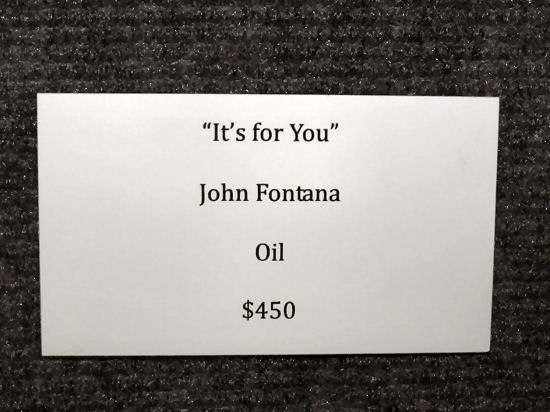 “It’s for You”
John Fontana
Oil
$450